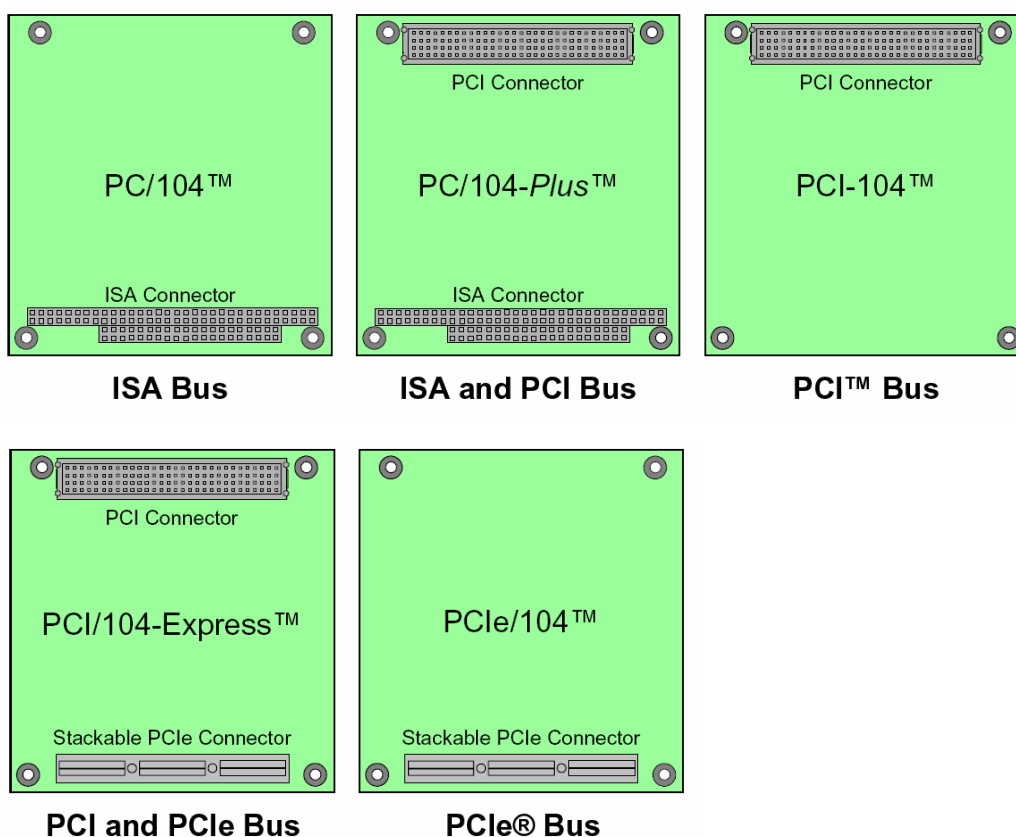 PCI Connector
PCI Connector
PC/104™
PC/104-Plus™
PCI-104™
ISA Connector
ISA Connector
ISA Bus
ISA and PCI Bus
PCI™ Bus
PCI Connector
PCI/104-Express™
PCIe/104™
Stackable PCIe Connector
Stackable PCIe Connector
PCI and PCIe Bus
PCIe® Bus